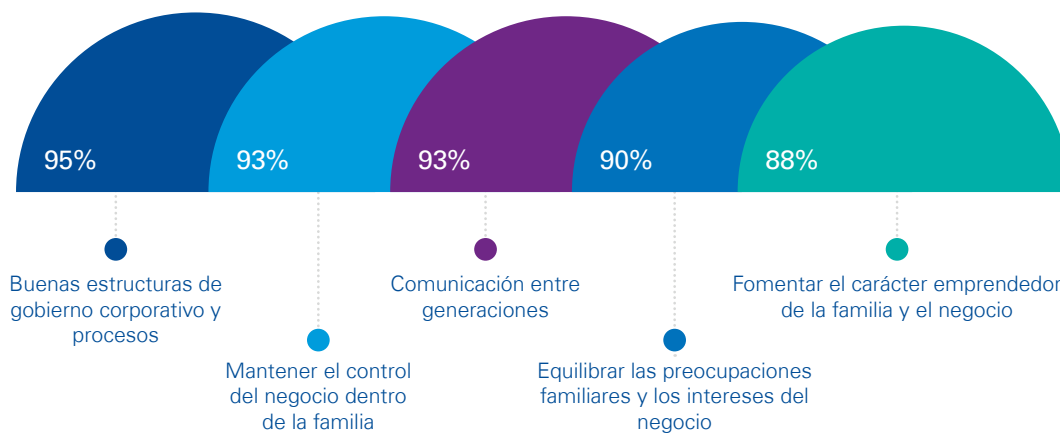 95%
93%
93%
90%
88%
Buenas estructuras de
gobierno corporativo y
procesos
Mantener el control
del negocio dentro
de la familia
Comunicación entre
generaciones
Equilibrar las preocupaciones
familiares y los intereses del
negocio
Fomentar el carácter emprendedor
de la familia y el negocio